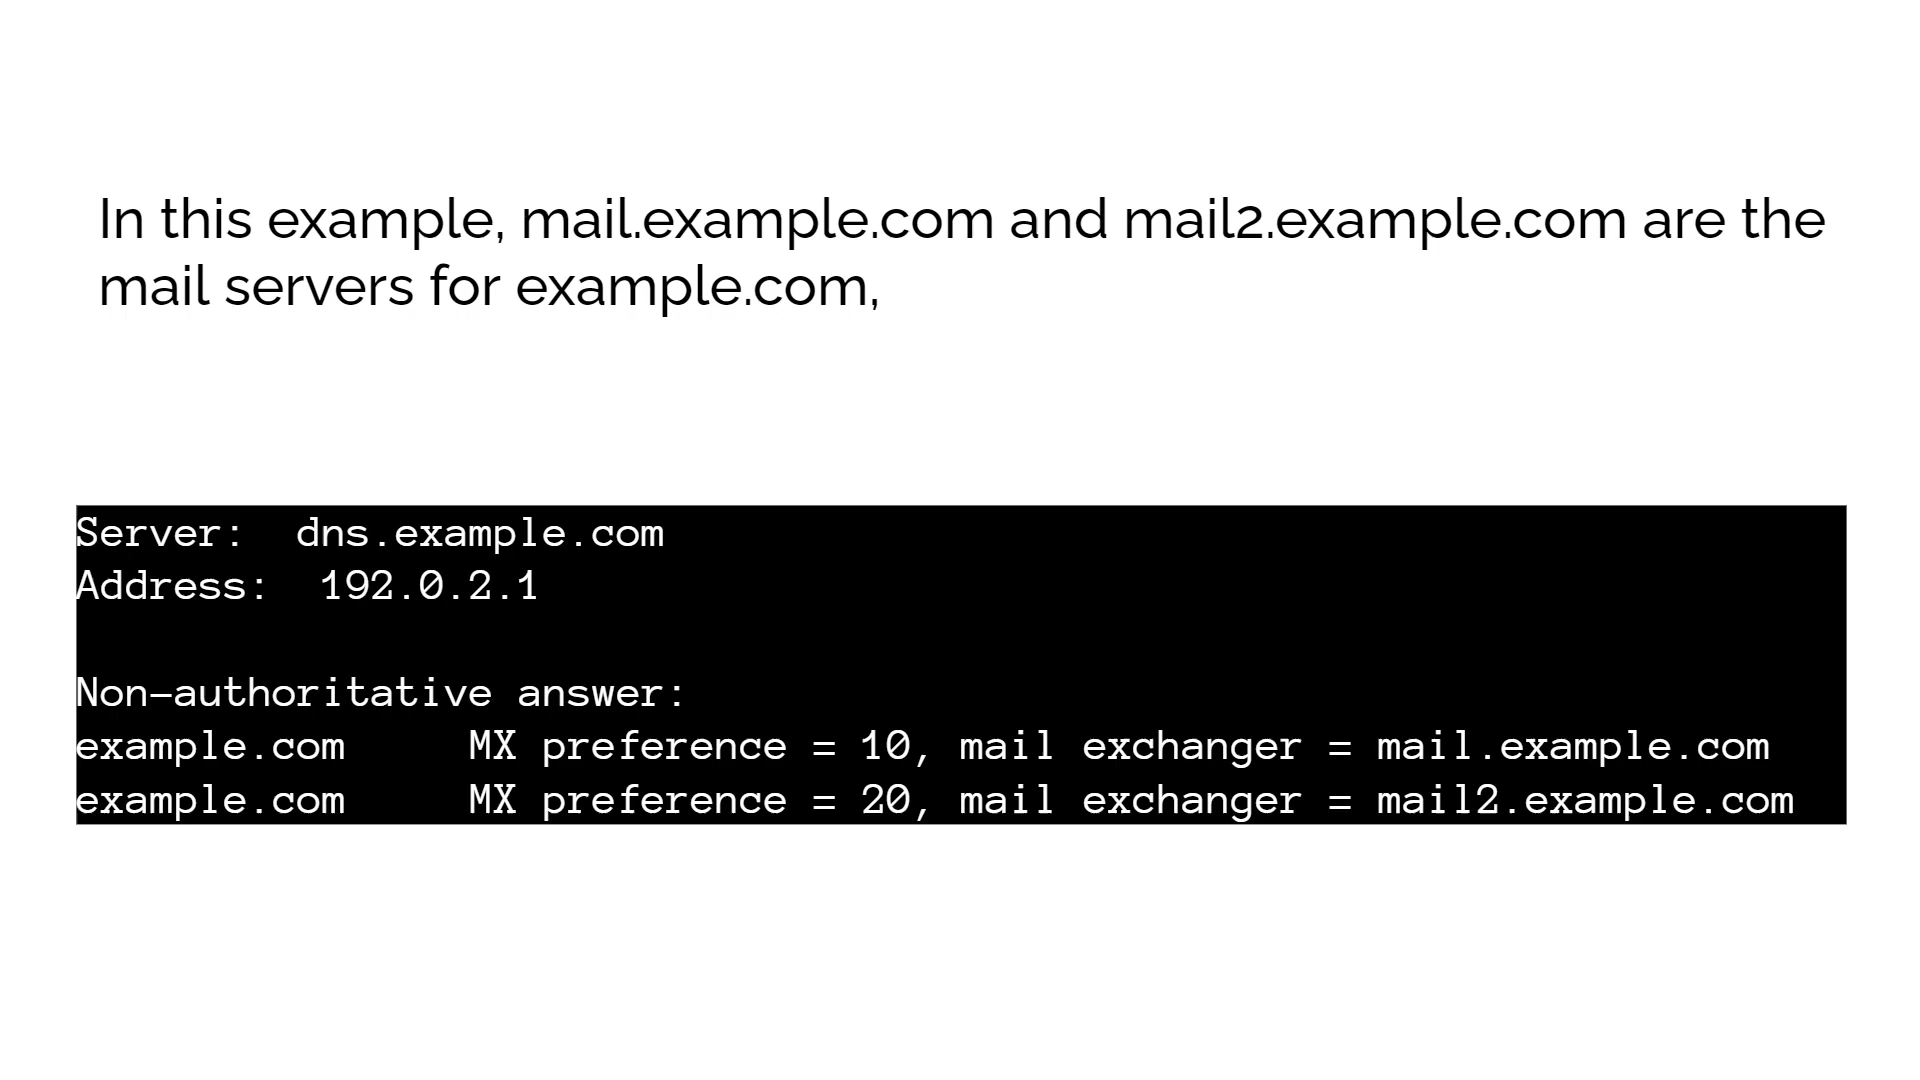 In this example, mail.example.com and mail2.example.com are the
mail servers for example.com,
Server:  dns.example.com
Address:  192.0.2.1
Non-authoritative answer:
example.com     MX preference = 10, mail exchanger = mail.example.com
example.com     MX preference = 20, mail exchanger = mail2.example.com